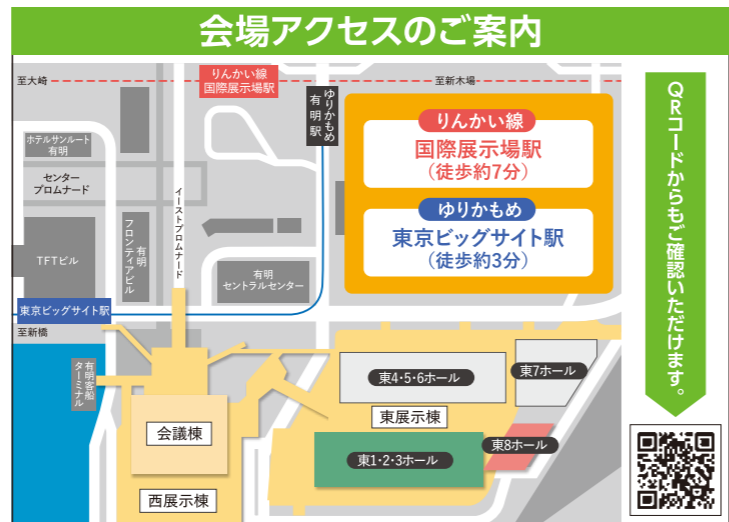 会場アクセスのご案内
至大崎
りんかい線
国際展示場駅
至新木場
ゆりかもめ
有明駅
りんかい線
国際展示場駅
(徒歩約7分)
ゆりかもめ
東京ビッグサイト駅
(徒歩約3分)
QRコードからもご確認いただけます。
ホテルサンルート
有明
センター
プロムナード
イーストプロムナード
TFTビル
有明
フロンティアビル
有明
セントラルセンター
東京ビッグサイト駅
至新橋
有明客船
ターミナル
東4・5・6ホール
東7ホール
東展示棟
会議棟
東8ホール
東1・2・3ホール
西展示棟